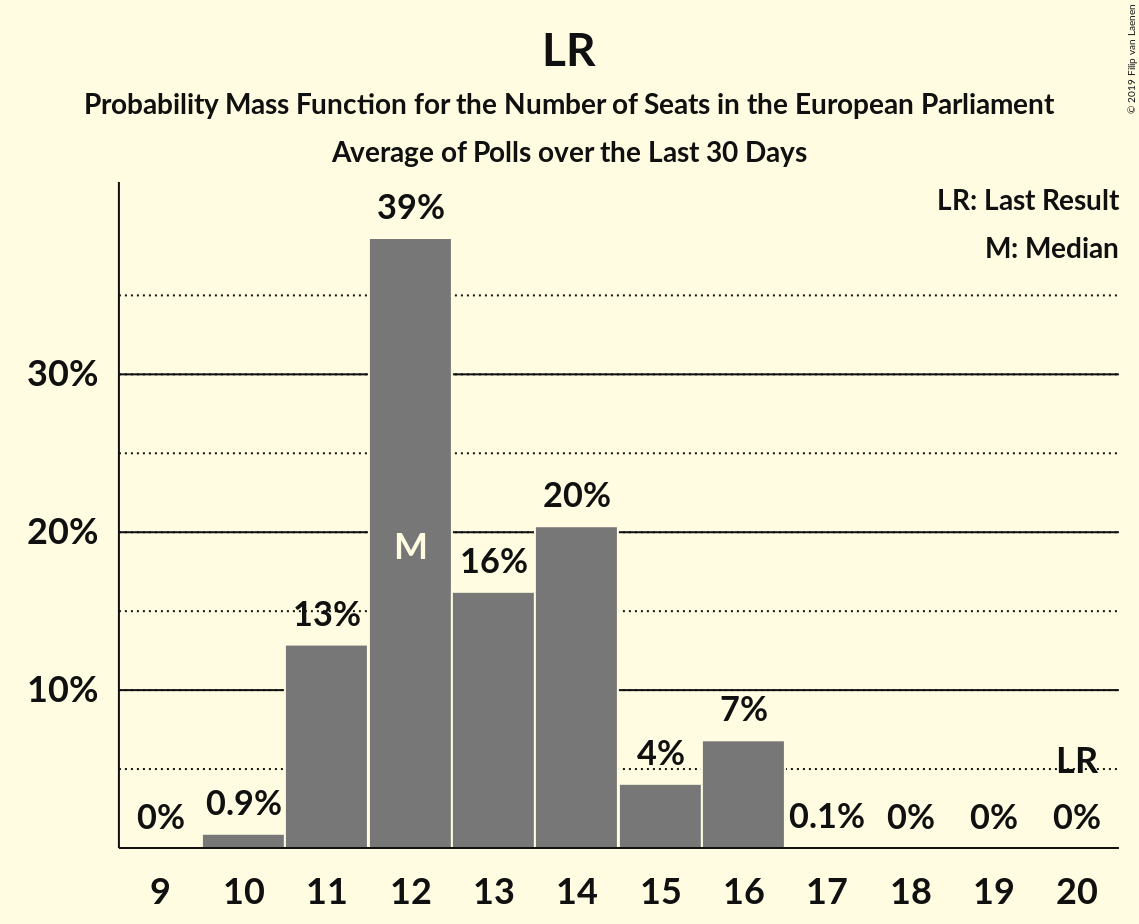 LR
Probability Mass Function for the Number of Seats in the European Parliament
Average of Polls over the Last 30 Days
© 2019 Filip van Laenen
LR: Last Result
M: Median
39%
30%
20%
20%
M
16%
13%
10%
7%
4%
LR
0%
0.9%
0.1%
0%
0%
0%
9 10 11 12 13 14 15 16 17 18 19 20